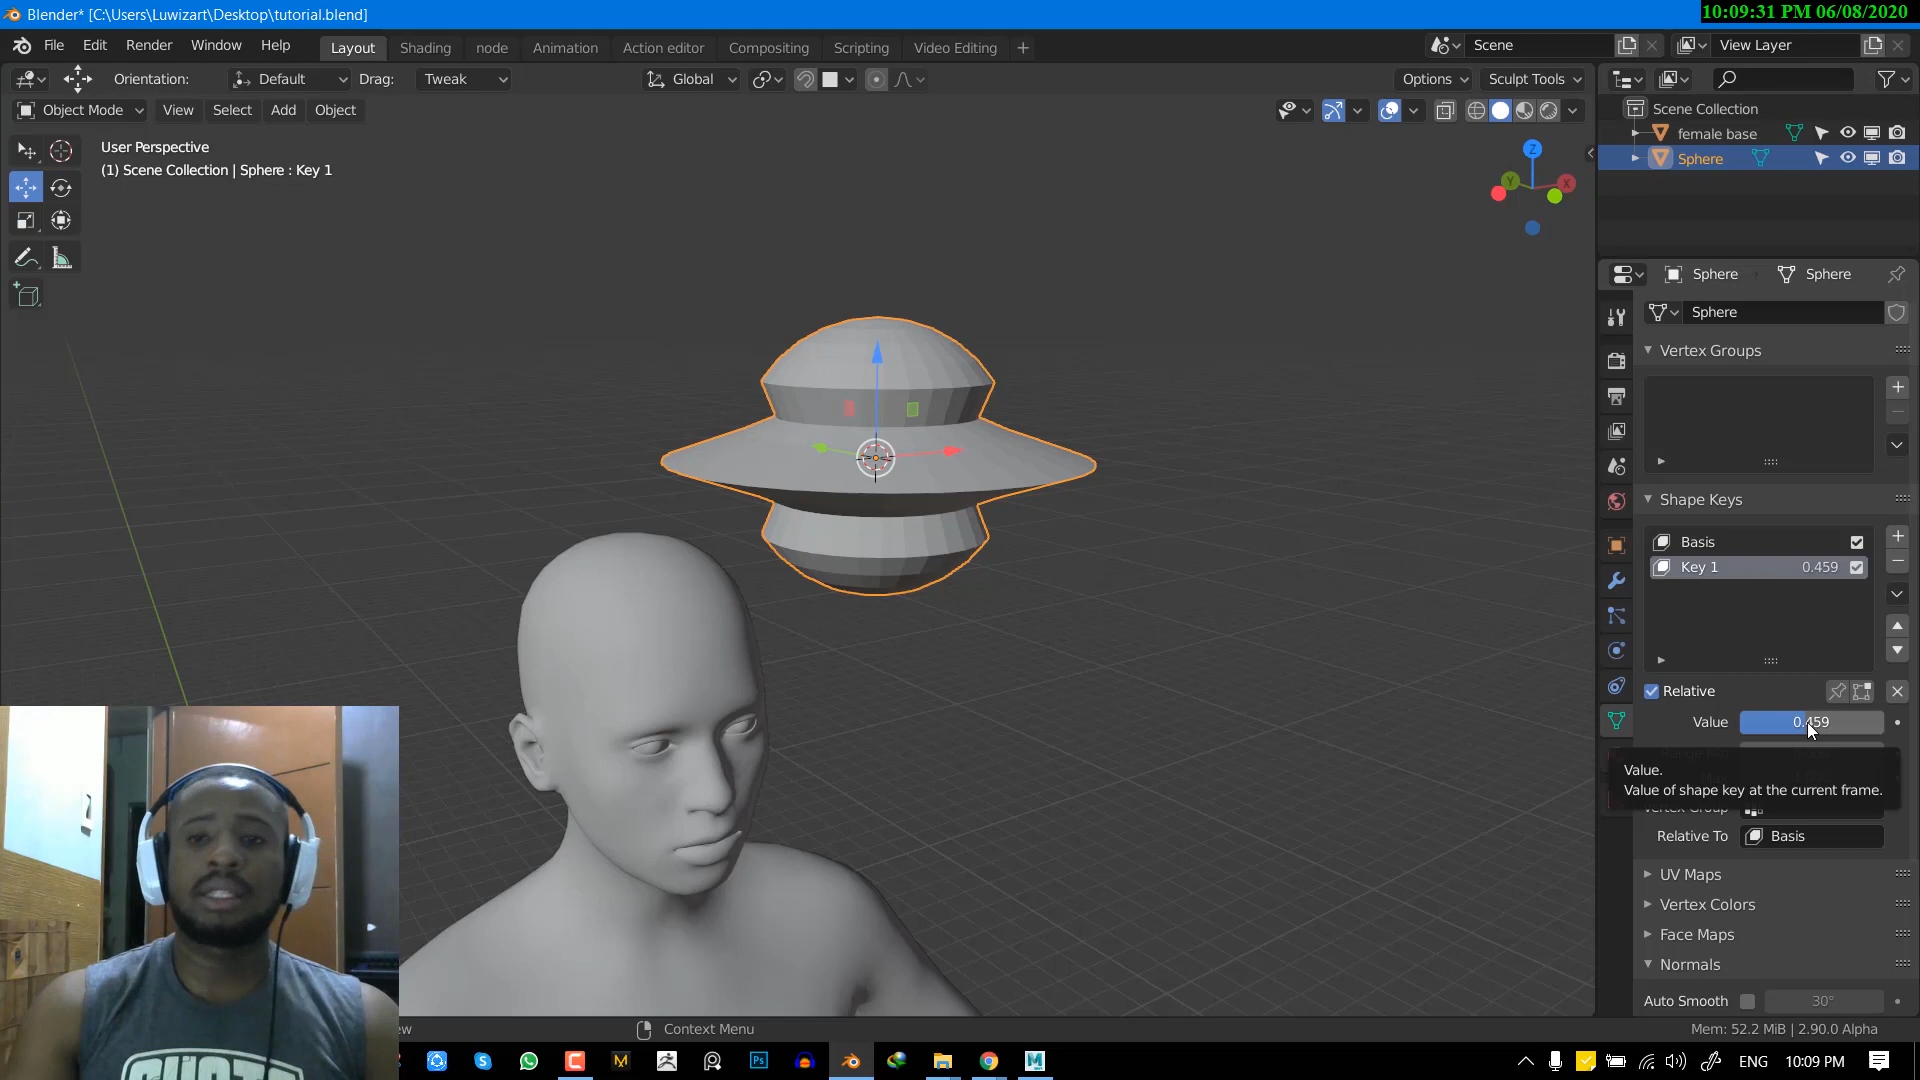 Blender* [C:\Users\Luwizart\Desktop\tutorial.blend]
10:09:31 PM 06/08/2020
File Edit Render Window Help
Layout Shading node Animation Action editor Compositing Scripting Video Editing +
Scene
View Layer
Orientation: Default Drag: Tweak
Global
Options Sculpt Tools
Object Mode View Select Add Object
Scene Collection
female base
Sphere
User Perspective
(1) Scene Collection | Sphere : Key 1
Z
Y
X
Sphere Sphere
Sphere
Vertex Groups
Shape Keys
Basis
Key 1 0.459
Relative
Value 0.459
Value.
Value of shape key at the current frame.
Vertex Group
Relative To Basis
UV Maps
Vertex Colors
Face Maps
Normals
Auto Smooth 30°
ew
Context Menu
Mem: 52.2 MiB | 2.90.0 Alpha
Ps
ENG 10:09 PM